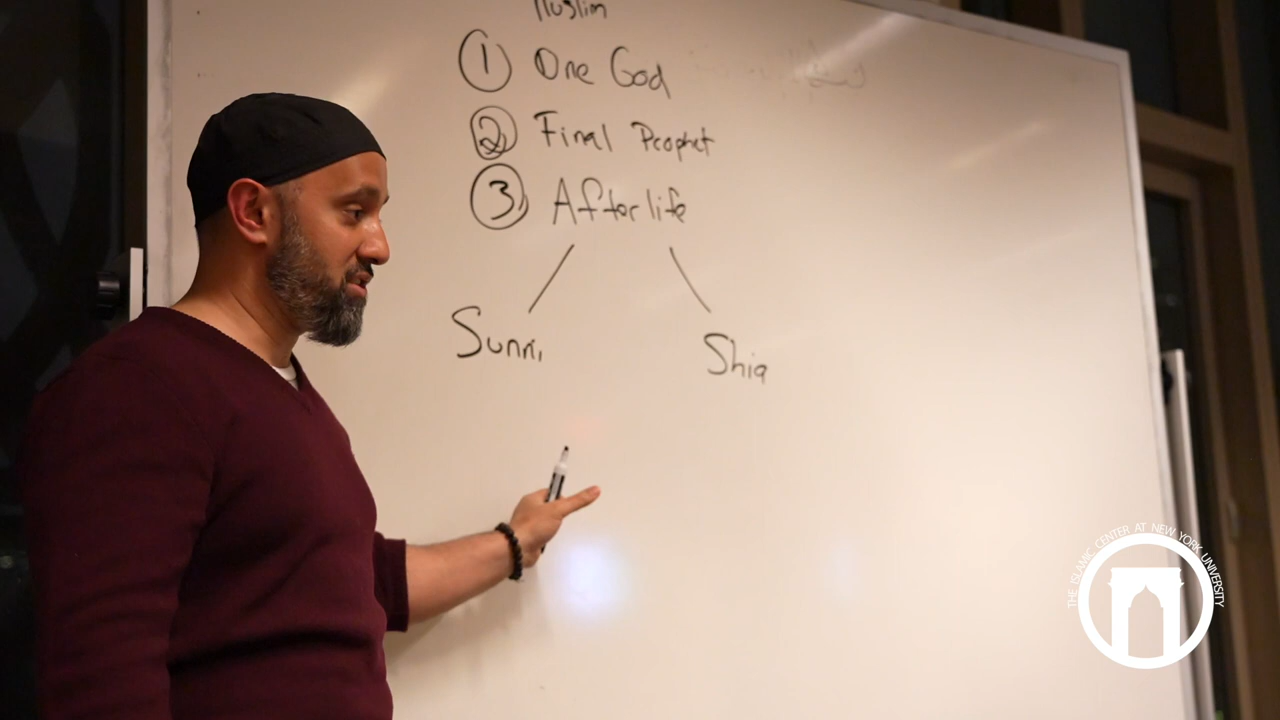 Muslim
① One God
② Final Prophet
③ Afterlife
Sunni
Shia
THE ISLAMIC CENTER AT NEW YORK UNIVERSITY